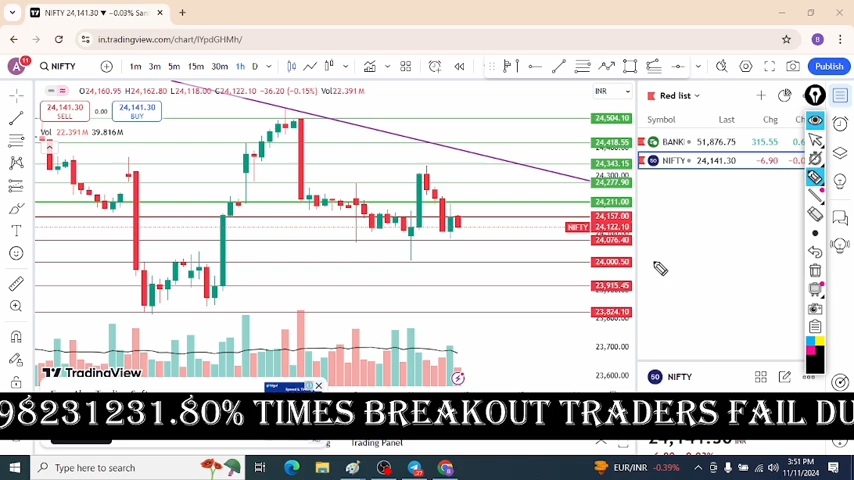 NIFTY 24,141.30 ▼ −0.03%
in.tradingview.com/chart/IYpdGHMh/
A 11 NIFTY 1m 3m 5m 15m 30m 1h D Publish
O24,160.95 H24,162.80 L24,118.00 C24,122.10 −36.20 (−0.15%) Vol22.391M INR Red list
24,141.30 SELL 0.00 24,141.30 BUY
Symbol Last Chg
Vol 22.391M 39.816M
BANK 51,876.75 315.55
NIFTY 24,141.30 −6.90
24,504.10
24,418.55
24,343.15
24,300.00
24,277.90
24,211.00
24,157.00
NIFTY 24,122.10
24,076.40
24,000.50
23,915.45
23,824.10
23,700.00
23,600.00
TradingView
50 NIFTY
98231231.80% TIMES BREAKOUT TRADERS FAIL DU
Trading Panel
24,141.30 INR
Type here to search
EUR/INR -0.39%
3:51 PM
11/11/2024